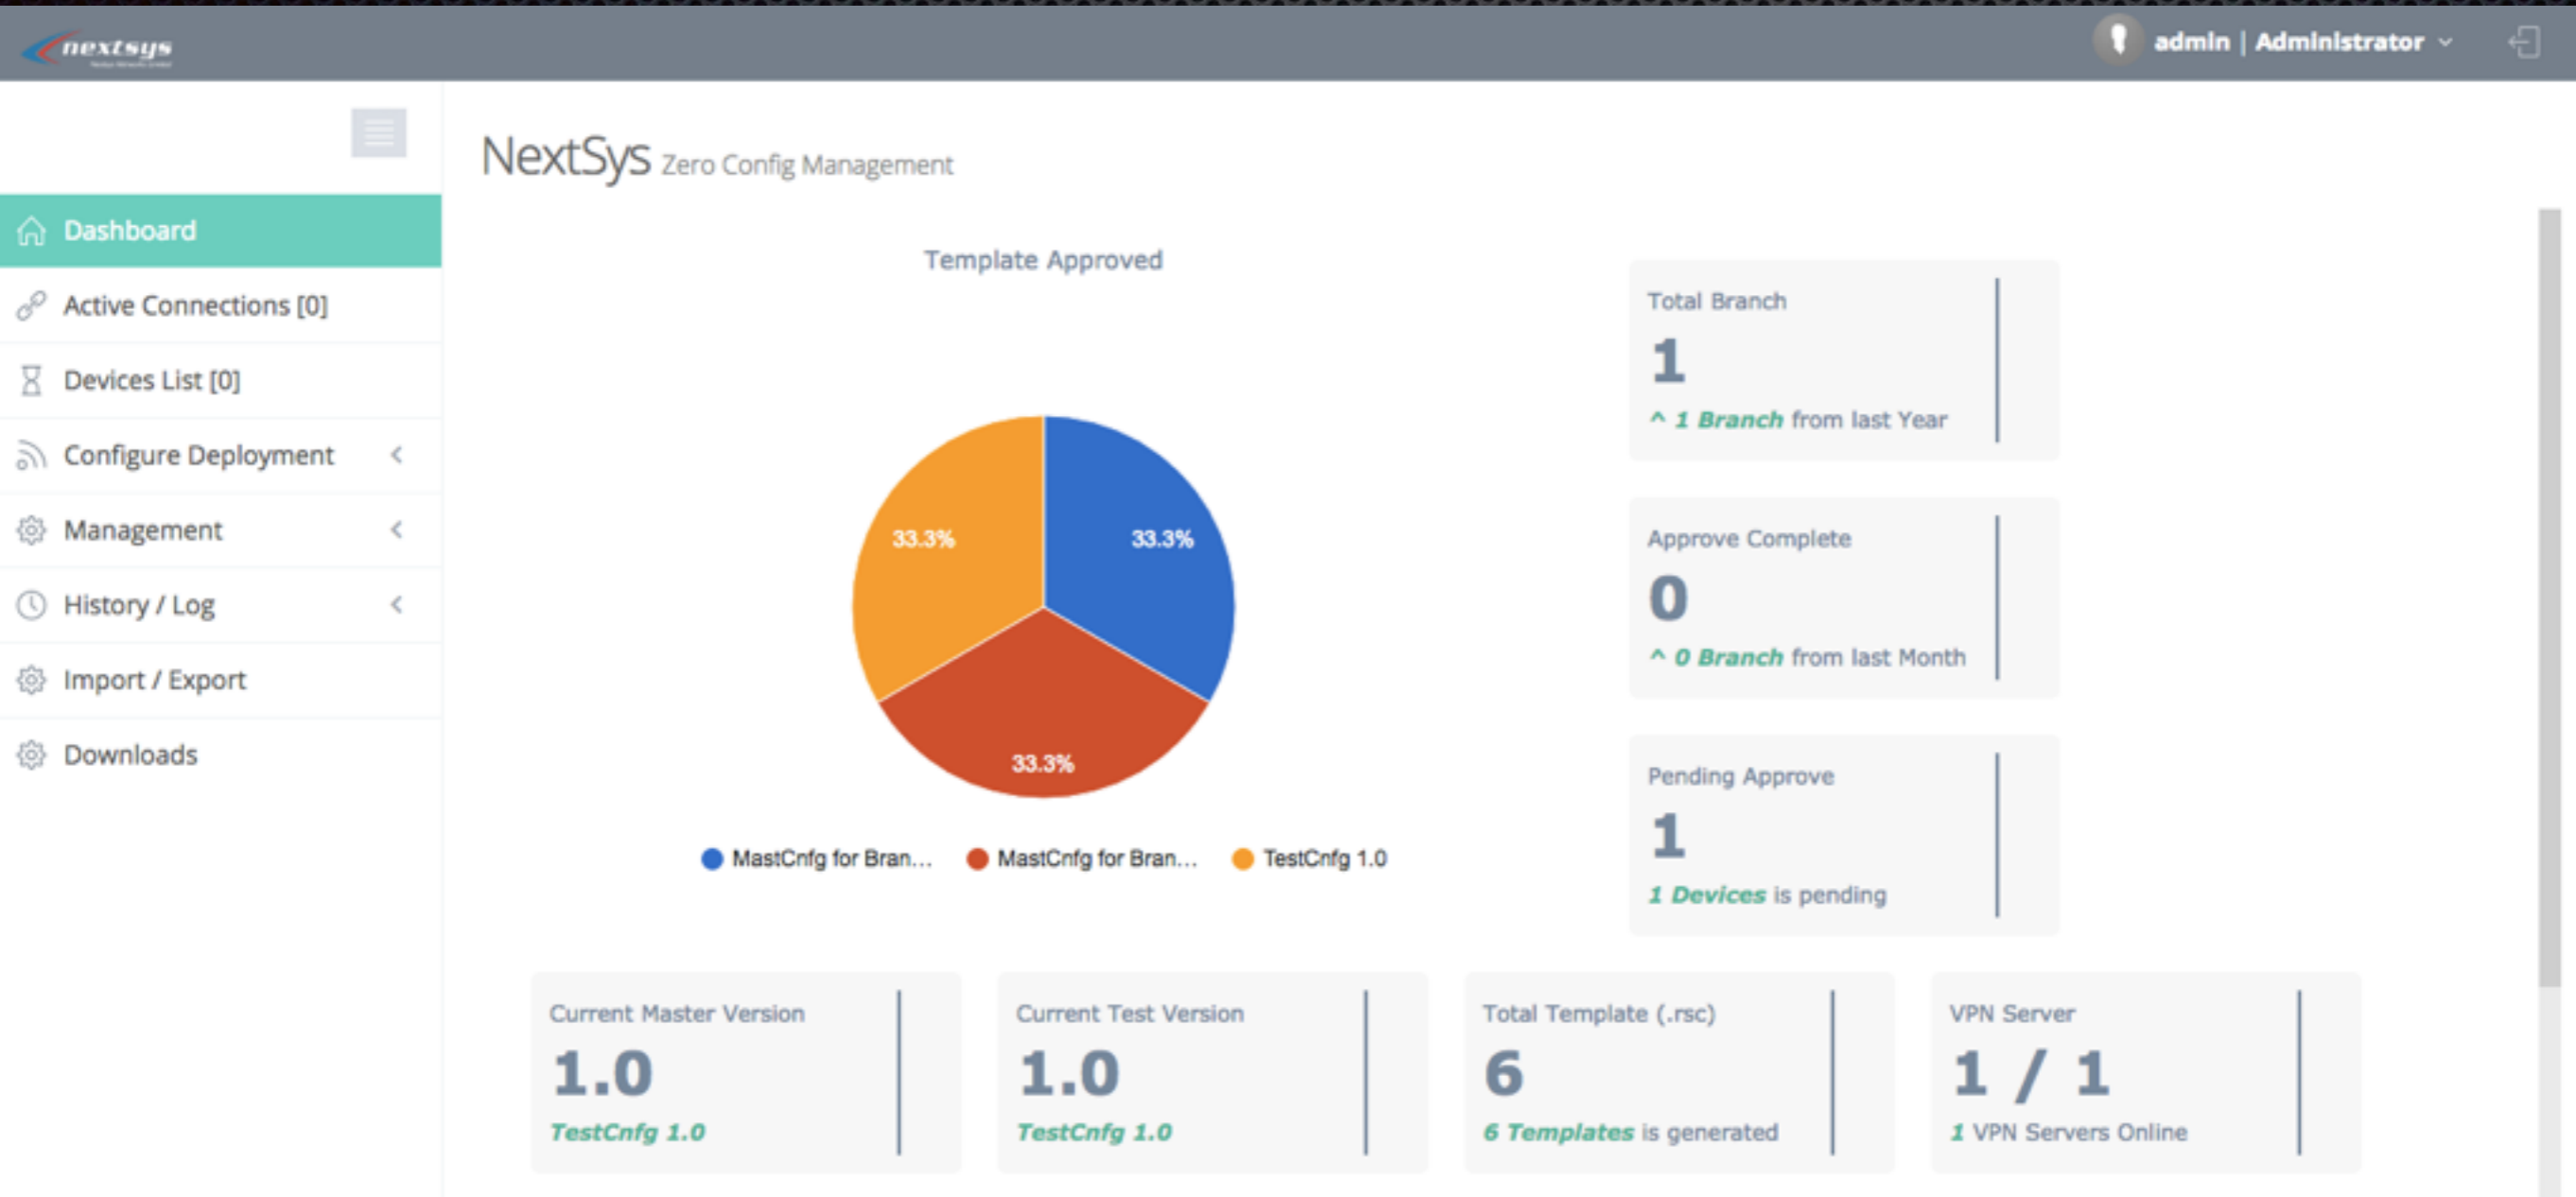 nextsys
admin | Administrator
NextSys Zero Config Management
Dashboard
Active Connections [0]
Devices List [0]
Configure Deployment
Management
History / Log
Import / Export
Downloads
Template Approved
33.3%
33.3%
33.3%
MastCnfg for Bran...
MastCnfg for Bran...
TestCnfg 1.0
Total Branch
1
^ 1 Branch from last Year
Approve Complete
0
^ 0 Branch from last Month
Pending Approve
1
1 Devices is pending
Current Master Version
1.0
TestCnfg 1.0
Current Test Version
1.0
TestCnfg 1.0
Total Template (.rsc)
6
6 Templates is generated
VPN Server
1 / 1
1 VPN Servers Online